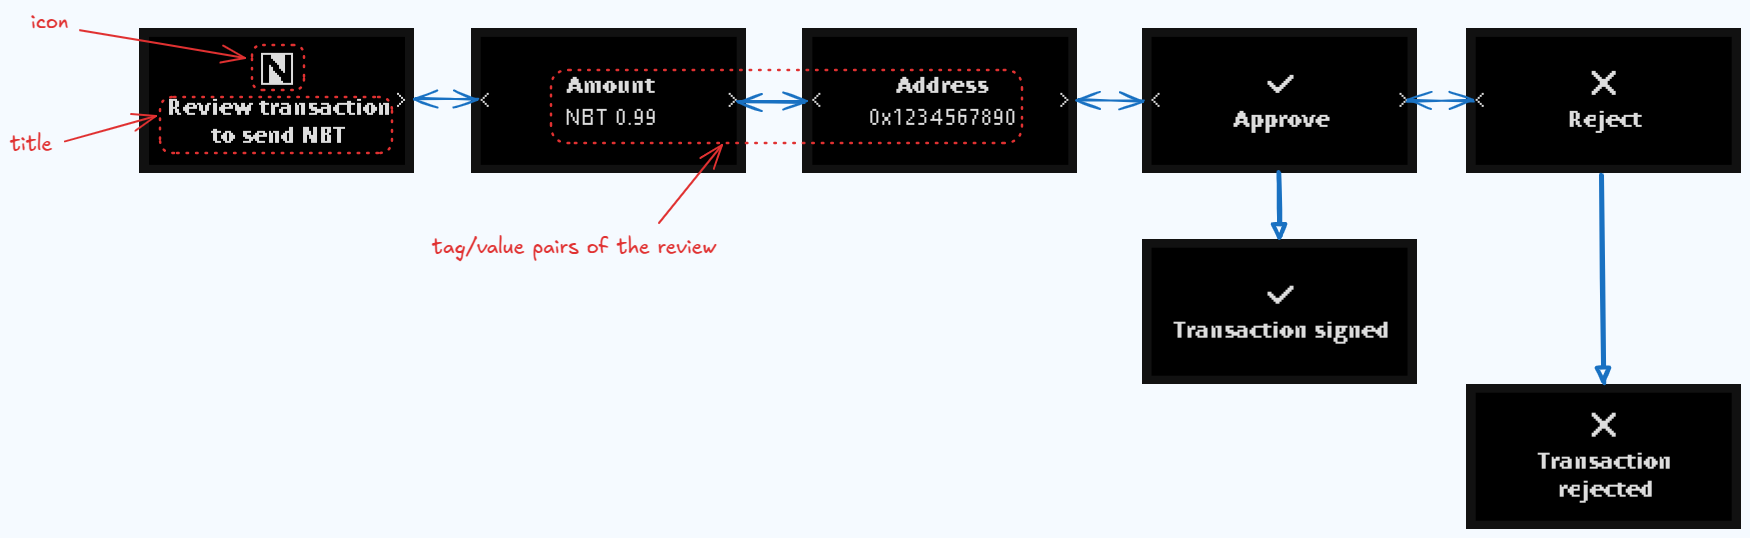 icon
title
N
Review transaction
to send NBT
Amount
NBT 0.99
Address
0x1234567890
tag/value pairs of the review
Approve
Reject
Transaction signed
Transaction
rejected